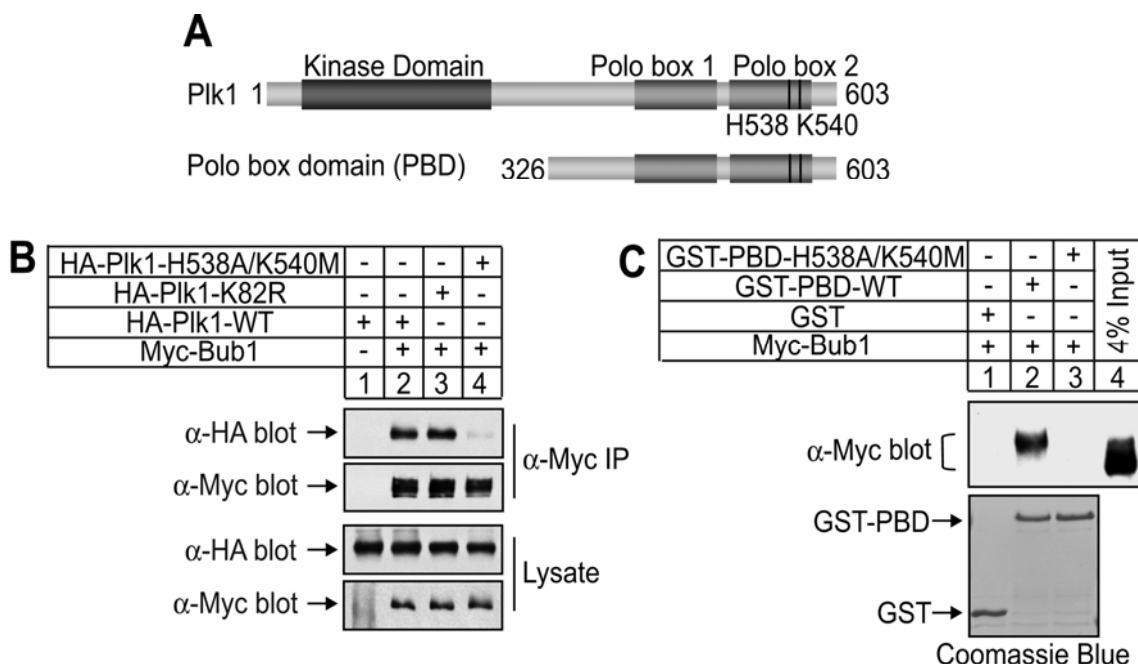 A
Kinase Domain
Polo box 1
Polo box 2
Plk1 1
603
H538 K540
Polo box domain (PBD)
326
603
B
HA-Plk1-H538A/K540M - - - +
HA-Plk1-K82R - - + -
HA-Plk1-WT + + - -
Myc-Bub1 - + + +
1 2 3 4
α-HA blot
α-Myc blot
α-Myc IP
α-HA blot
α-Myc blot
Lysate
C
GST-PBD-H538A/K540M - - +
GST-PBD-WT - + -
GST + - -
Myc-Bub1 + + +
4% Input
1 2 3 4
α-Myc blot
GST-PBD
GST
Coomassie Blue